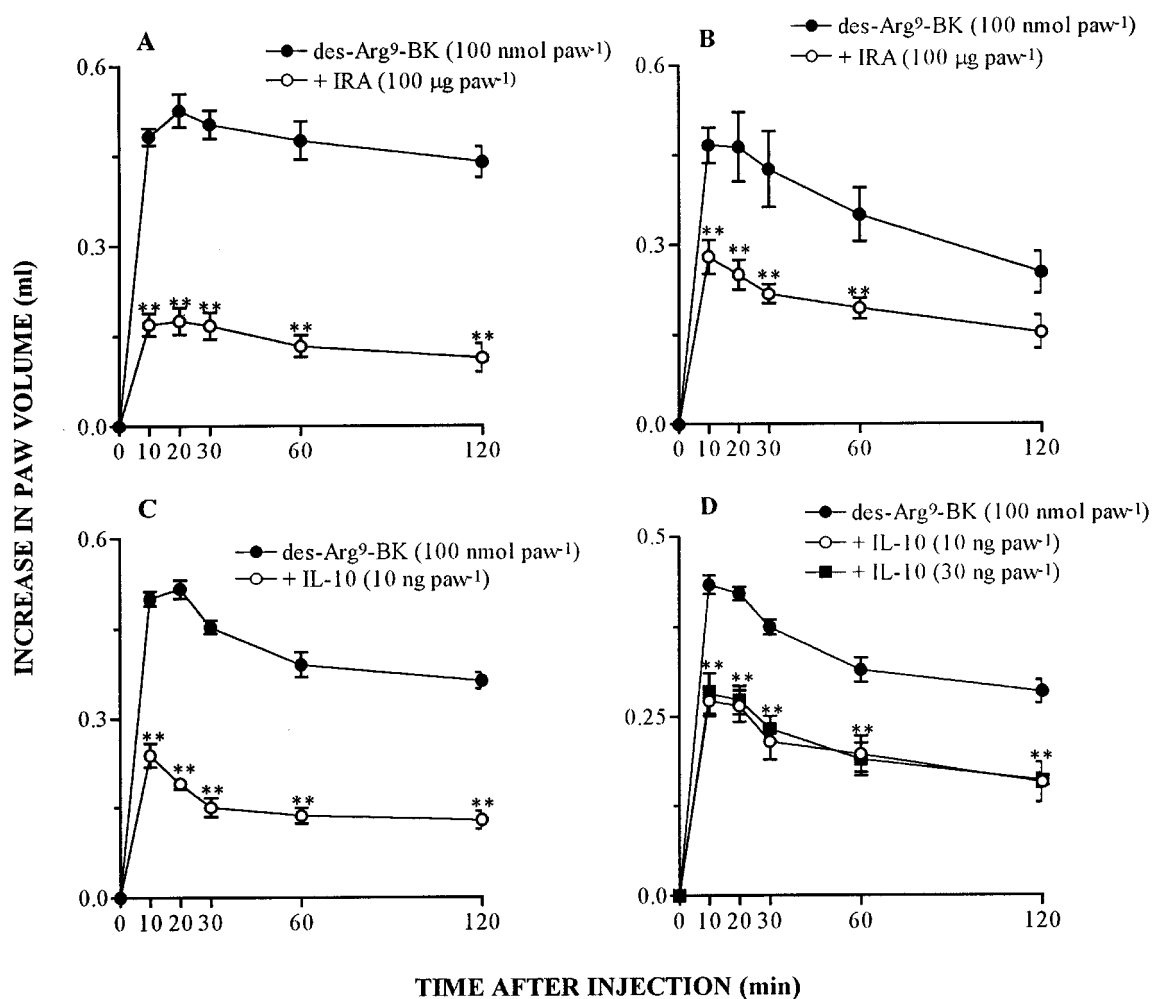 A
des-Arg⁹-BK (100 nmol paw⁻¹)
+ IRA (100 µg paw⁻¹)
0.6
0.3
0.0
** ** ** ** **
0 10 20 30 60 120
B
des-Arg⁹-BK (100 nmol paw⁻¹)
+ IRA (100 µg paw⁻¹)
0.6
0.3
0.0
** ** ** **
0 10 20 30 60 120
C
des-Arg⁹-BK (100 nmol paw⁻¹)
+ IL-10 (10 ng paw⁻¹)
0.6
0.3
0.0
** ** ** ** **
0 10 20 30 60 120
D
des-Arg⁹-BK (100 nmol paw⁻¹)
+ IL-10 (10 ng paw⁻¹)
+ IL-10 (30 ng paw⁻¹)
0.5
0.25
0.0
** ** ** ** **
0 10 20 30 60 120
INCREASE IN PAW VOLUME (ml)
TIME AFTER INJECTION (min)